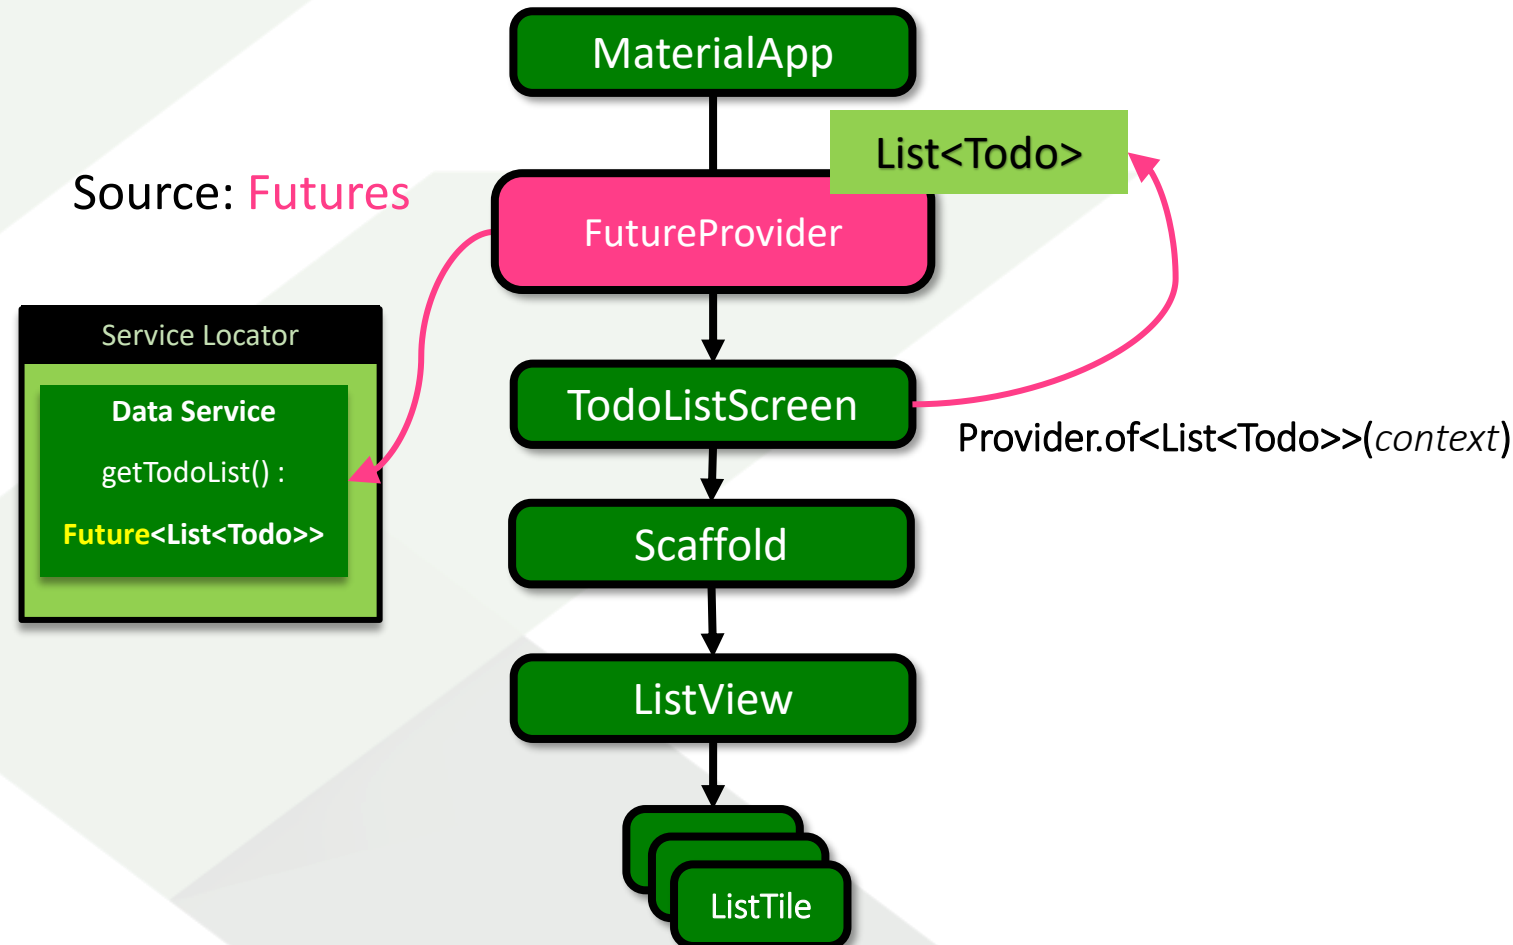 MaterialApp
List<Todo>
Source: Futures
FutureProvider
Service Locator
Data Service
getTodoList() :
Future<List<Todo>>
TodoListScreen
Provider.of<List<Todo>>(context)
Scaffold
ListView
ListTile